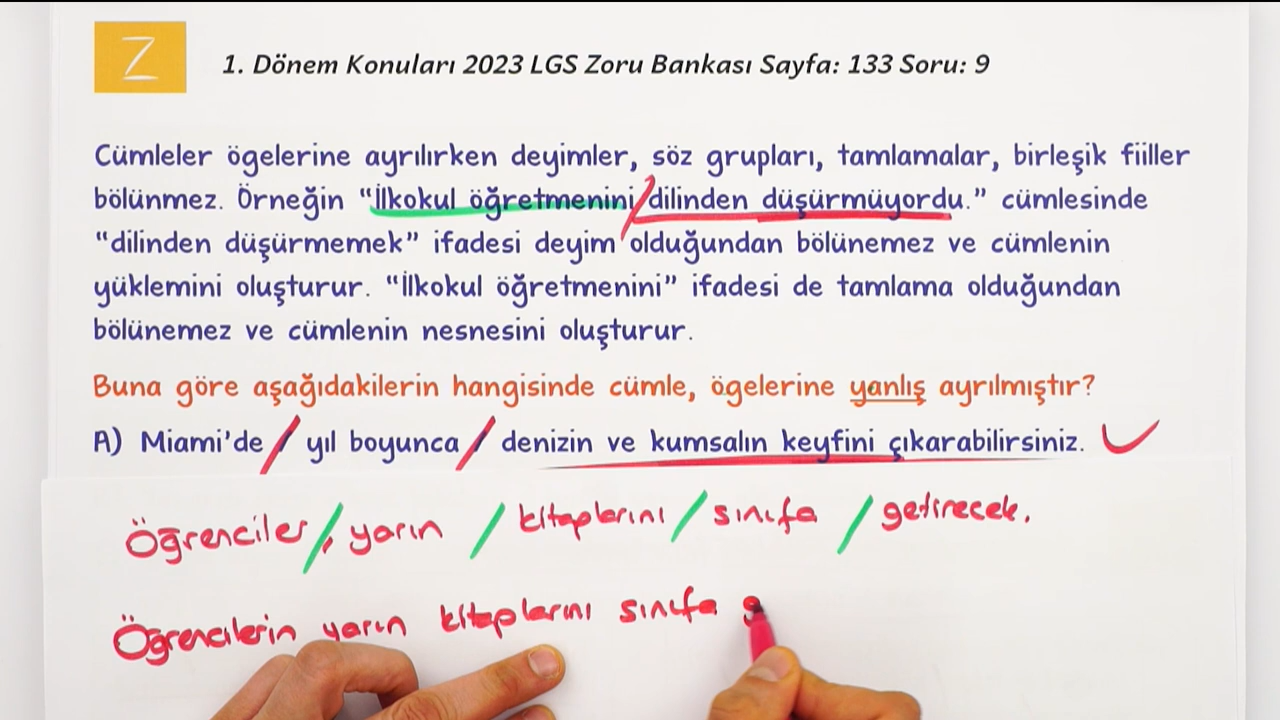 Z
1. Dönem Konuları 2023 LGS Zoru Bankası Sayfa: 133 Soru: 9
Cümleler ögelerine ayrılırken deyimler, söz grupları, tamlamalar, birleşik fiiller
bölünmez. Örneğin “İlkokul öğretmenini/dilinden düşürmüyordu.” cümlesinde
“dilinden düşürmemek” ifadesi deyim olduğundan bölünemez ve cümlenin
yüklemini oluşturur. “İlkokul öğretmenini” ifadesi de tamlama olduğundan
bölünemez ve cümlenin nesnesini oluşturur.
Buna göre aşağıdakilerin hangisinde cümle, ögelerine yanlış ayrılmıştır?
A) Miami’de / yıl boyunca / denizin ve kumsalın keyfini çıkarabilirsiniz.
Öğrenciler /, yarın / kitaplarını / sınıfa / getirecek.
Öğrencilerin yarın kitaplarını sınıfa g